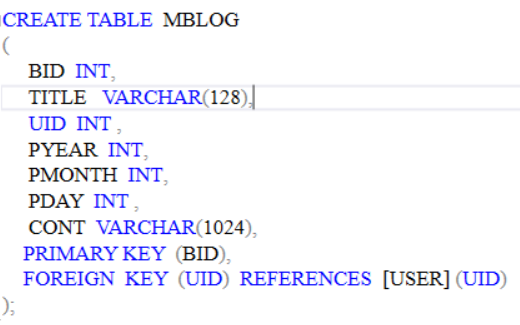 CREATE TABLE MBLOG
(
BID INT,
TITLE VARCHAR(128),
UID INT ,
PYEAR INT,
PMONTH INT,
PDAY INT ,
CONT VARCHAR(1024),
PRIMARY KEY (BID),
FOREIGN KEY (UID) REFERENCES [USER] (UID)
);